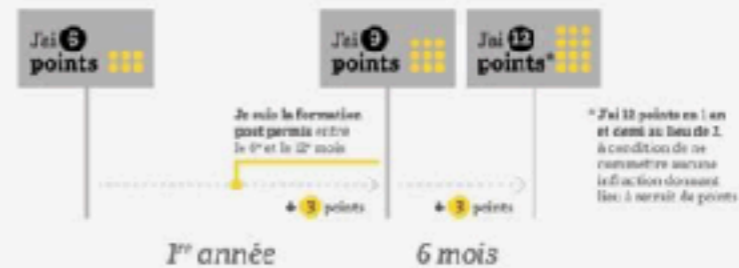 J'ai 6
points
J'ai 9
points
J'ai 12
points*
Je suis la formation
post permis entre
le 6e et le 12e mois
* J'ai 12 points en 1 an
et demi au lieu de 2,
à condition de ne
commettre aucune
infraction donnant
lieu à retrait de points
+ 3 points
+ 3 points
1re année
6 mois